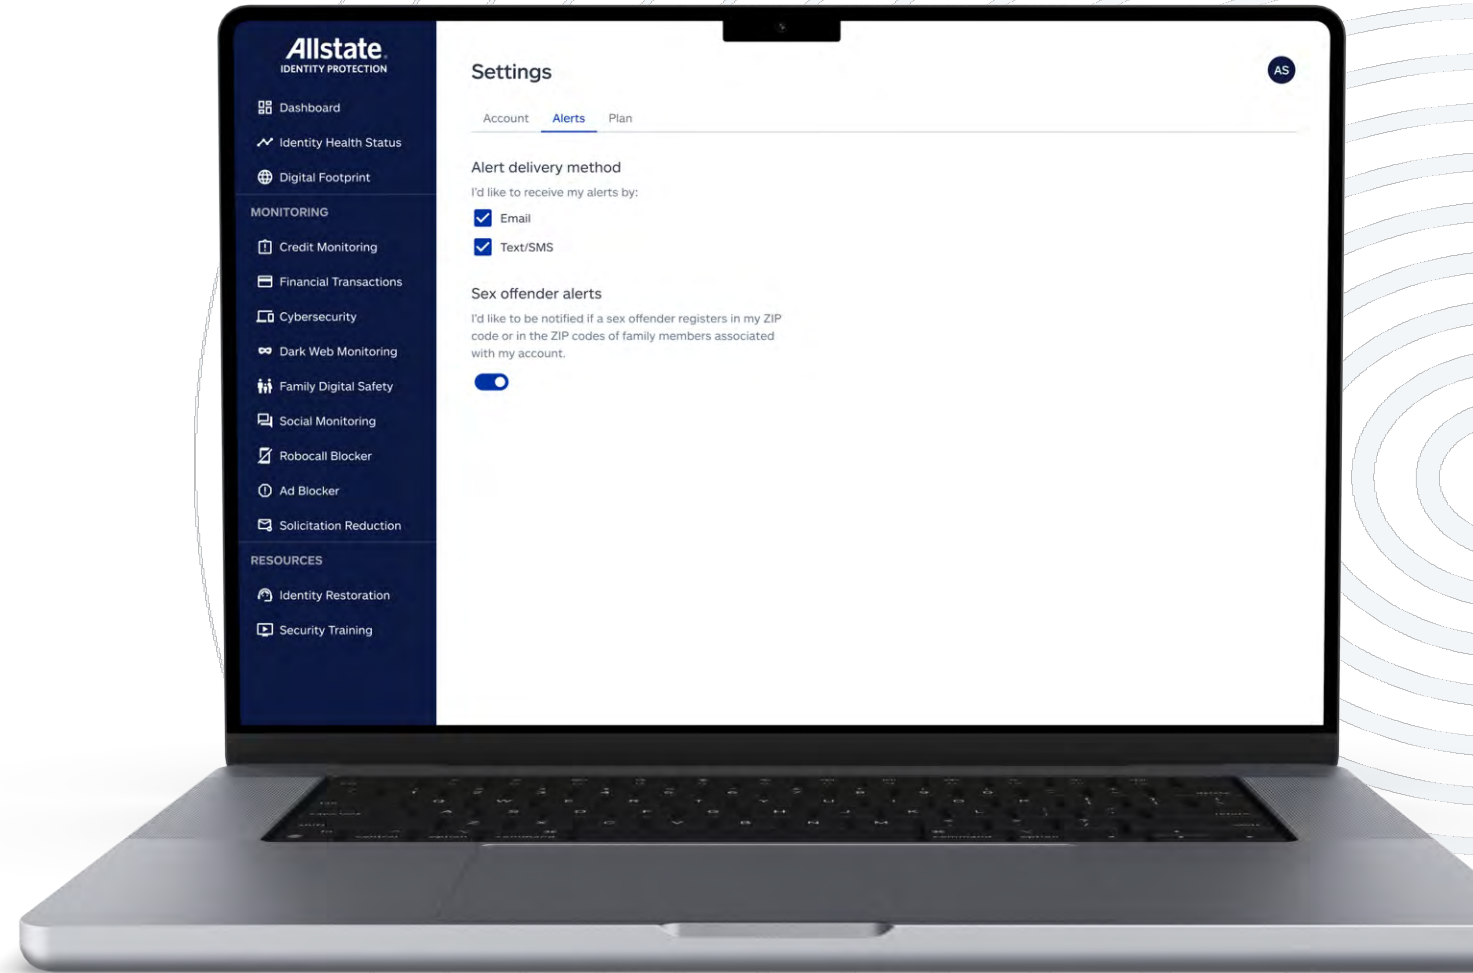 Allstate
IDENTITY PROTECTION
Dashboard
Identity Health Status
Digital Footprint
MONITORING
Credit Monitoring
Financial Transactions
Cybersecurity
Dark Web Monitoring
Family Digital Safety
Social Monitoring
Robocall Blocker
Ad Blocker
Solicitation Reduction
RESOURCES
Identity Restoration
Security Training
Settings
AS
Account Alerts Plan
Alert delivery method
I'd like to receive my alerts by:
Email
Text/SMS
Sex offender alerts
I'd like to be notified if a sex offender registers in my ZIP
code or in the ZIP codes of family members associated
with my account.